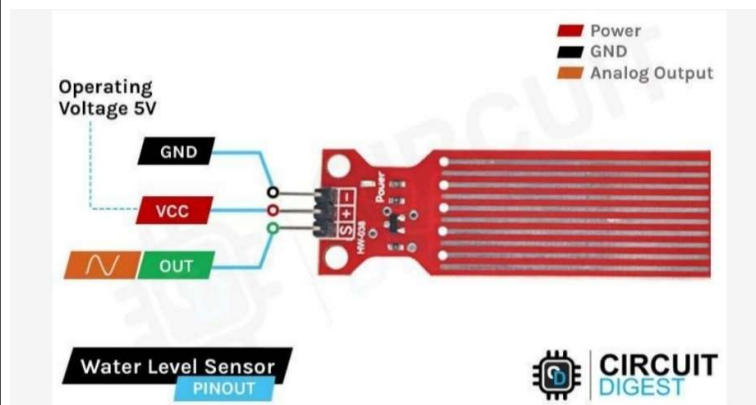 Power
GND
Analog Output
Operating
Voltage 5V
GND
VCC
OUT
Power
-
+
S
HW-038
CIRCUIT
Water Level Sensor
PINOUT
CIRCUIT
DIGEST